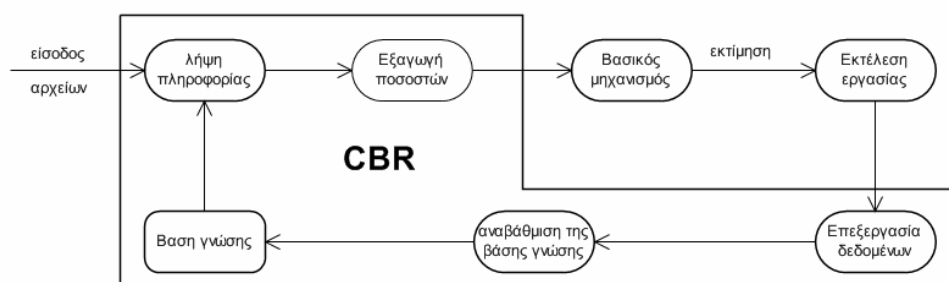 είσοδος
αρχείων
λήψη
πληροφορίας
Εξαγωγή
ποσοστών
Βασικός
μηχανισμός
εκτίμηση
Εκτέλεση
εργασίας
CBR
Βαση γνώσης
αναβάθμιση της
βάσης γνώσης
Επεξεργασία
δεδομένων